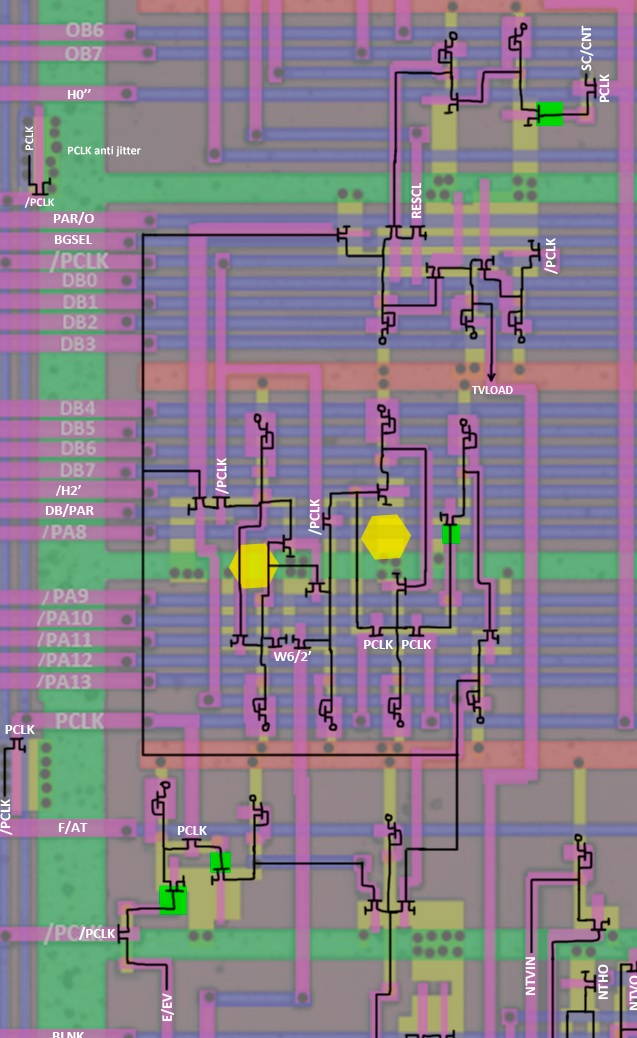 OB6
OB7
SC/CNT
PCLK
H0''
PCLK
PCLK anti jitter
/PCLK
RESCL
PAR/O
BGSEL
/PCLK
/PCLK
DB0
DB1
DB2
DB3
TVLOAD
DB4
DB5
DB6
DB7
/PCLK
/H2'
DB/PAR
/PCLK
/PA8
/PA9
/PA10
/PA11
PCLK PCLK
W6/2'
/PA12
/PA13
PCLK
PCLK
/PCLK
F/AT
PCLK
/PCLK
E/EV
NTVIN
NTHO
BLNK